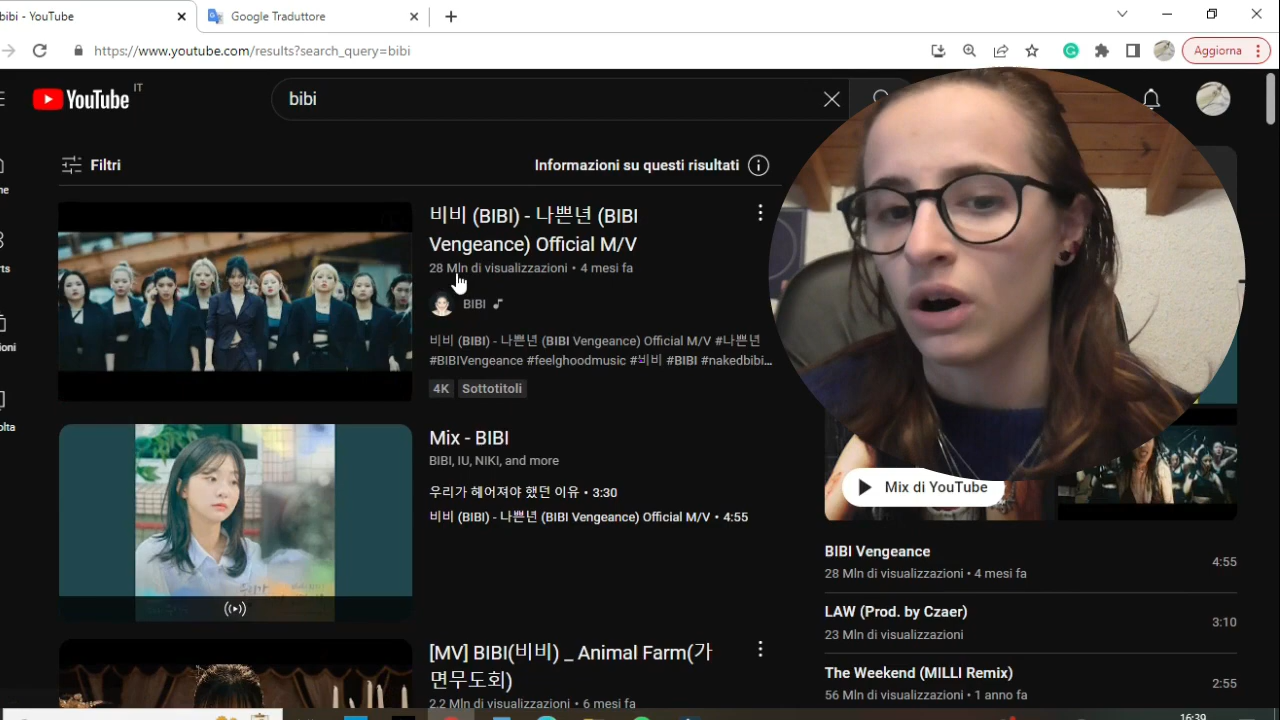 bibi - YouTube
Google Traduttore
https://www.youtube.com/results?search_query=bibi
Aggiorna
YouTube IT
bibi
Filtri
Informazioni su questi risultati
비비 (BIBI) - 나쁜년 (BIBI
Vengeance) Official M/V
28 Mln di visualizzazioni • 4 mesi fa
BIBI
비비 (BIBI) - 나쁜년 (BIBI Vengeance) Official M/V #나쁜년
#BIBIVengeance #feelghoodmusic #비비 #BIBI #nakedbibi...
4K Sottotitoli
Mix - BIBI
BIBI, IU, NIKI, and more
우리가 헤어져야 했던 이유 • 3:30
비비 (BIBI) - 나쁜년 (BIBI Vengeance) Official M/V • 4:55
[MV] BIBI(비비) _ Animal Farm(가
면무도회)
2.2 Mln di visualizzazioni • 6 mesi fa
Mix di YouTube
BIBI Vengeance
28 Mln di visualizzazioni • 4 mesi fa
4:55
LAW (Prod. by Czaer)
23 Mln di visualizzazioni
3:10
The Weekend (MILLI Remix)
56 Mln di visualizzazioni • 1 anno fa
2:55
16:39